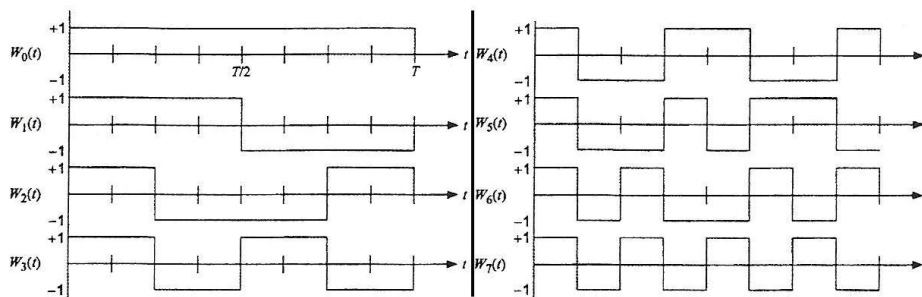 +1
W₀(t)
−1
T/2
T
t
+1
W₁(t)
−1
t
+1
W₂(t)
−1
t
+1
W₃(t)
−1
t
+1
W₄(t)
−1
+1
W₅(t)
−1
+1
W₆(t)
−1
+1
W₇(t)
−1